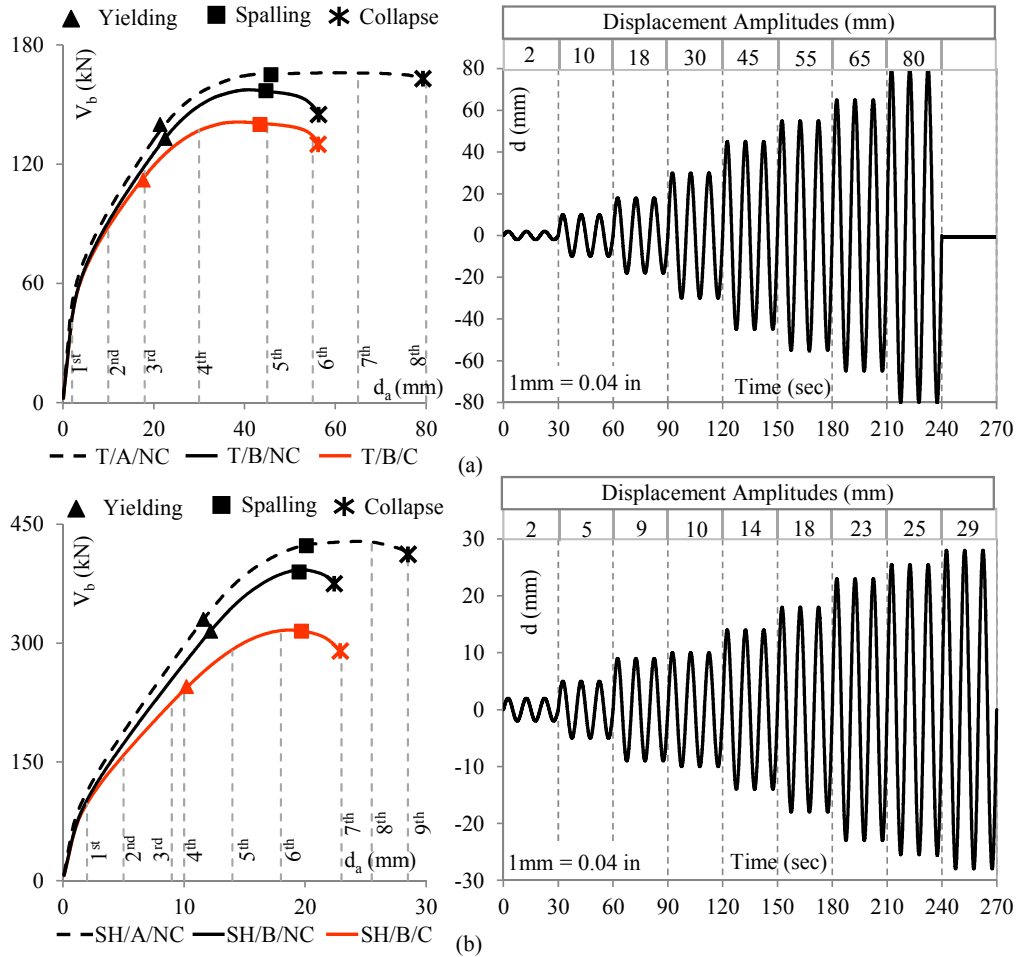 Yielding Spalling Collapse
180
120
60
0
V_b (kN)
1st 2nd 3rd 4th 5th 6th 7th 8th
d_a (mm)
0 20 40 60 80
T/A/NC T/B/NC T/B/C
Displacement Amplitudes (mm)
2 10 18 30 45 55 65 80
80
60
40
20
0
-20
-40
-60
-80
d (mm)
1mm = 0.04 in
Time (sec)
0 30 60 90 120 150 180 210 240 270
(a)
Yielding Spalling Collapse
450
300
150
0
V_b (kN)
1st 2nd 3rd 4th 5th 6th 7th 8th 9th
d_a (mm)
0 10 20 30
SH/A/NC SH/B/NC SH/B/C
Displacement Amplitudes (mm)
2 5 9 10 14 18 23 25 29
30
20
10
0
-10
-20
-30
d (mm)
1mm = 0.04 in
Time (sec)
0 30 60 90 120 150 180 210 240 270
(b)